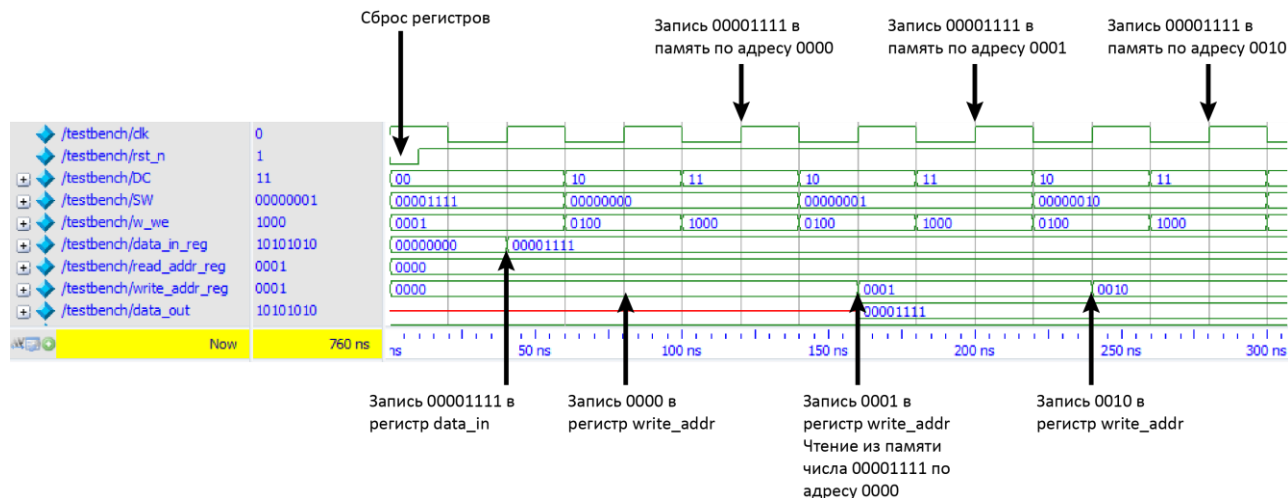 Сброс регистров
Запись 00001111 в
память по адресу 0000
Запись 00001111 в
память по адресу 0001
Запись 00001111 в
память по адресу 0010
/testbench/clk 0
/testbench/rst_n 1
/testbench/DC 11 00 10 11 10 11 10 11
/testbench/SW 00000001 00001111 00000000 00000001 00000010
/testbench/w_we 1000 0001 0100 1000 0100 1000 0100 1000
/testbench/data_in_reg 10101010 00000000 00001111
/testbench/read_addr_reg 0001 0000
/testbench/write_addr_reg 0001 0000 0001 0010
/testbench/data_out 10101010 00001111
Now 760 ns ns 50 ns 100 ns 150 ns 200 ns 250 ns 300 ns
Запись 00001111 в
регистр data_in
Запись 0000 в
регистр write_addr
Запись 0001 в
регистр write_addr
Чтение из памяти
числа 00001111 по
адресу 0000
Запись 0010 в
регистр write_addr